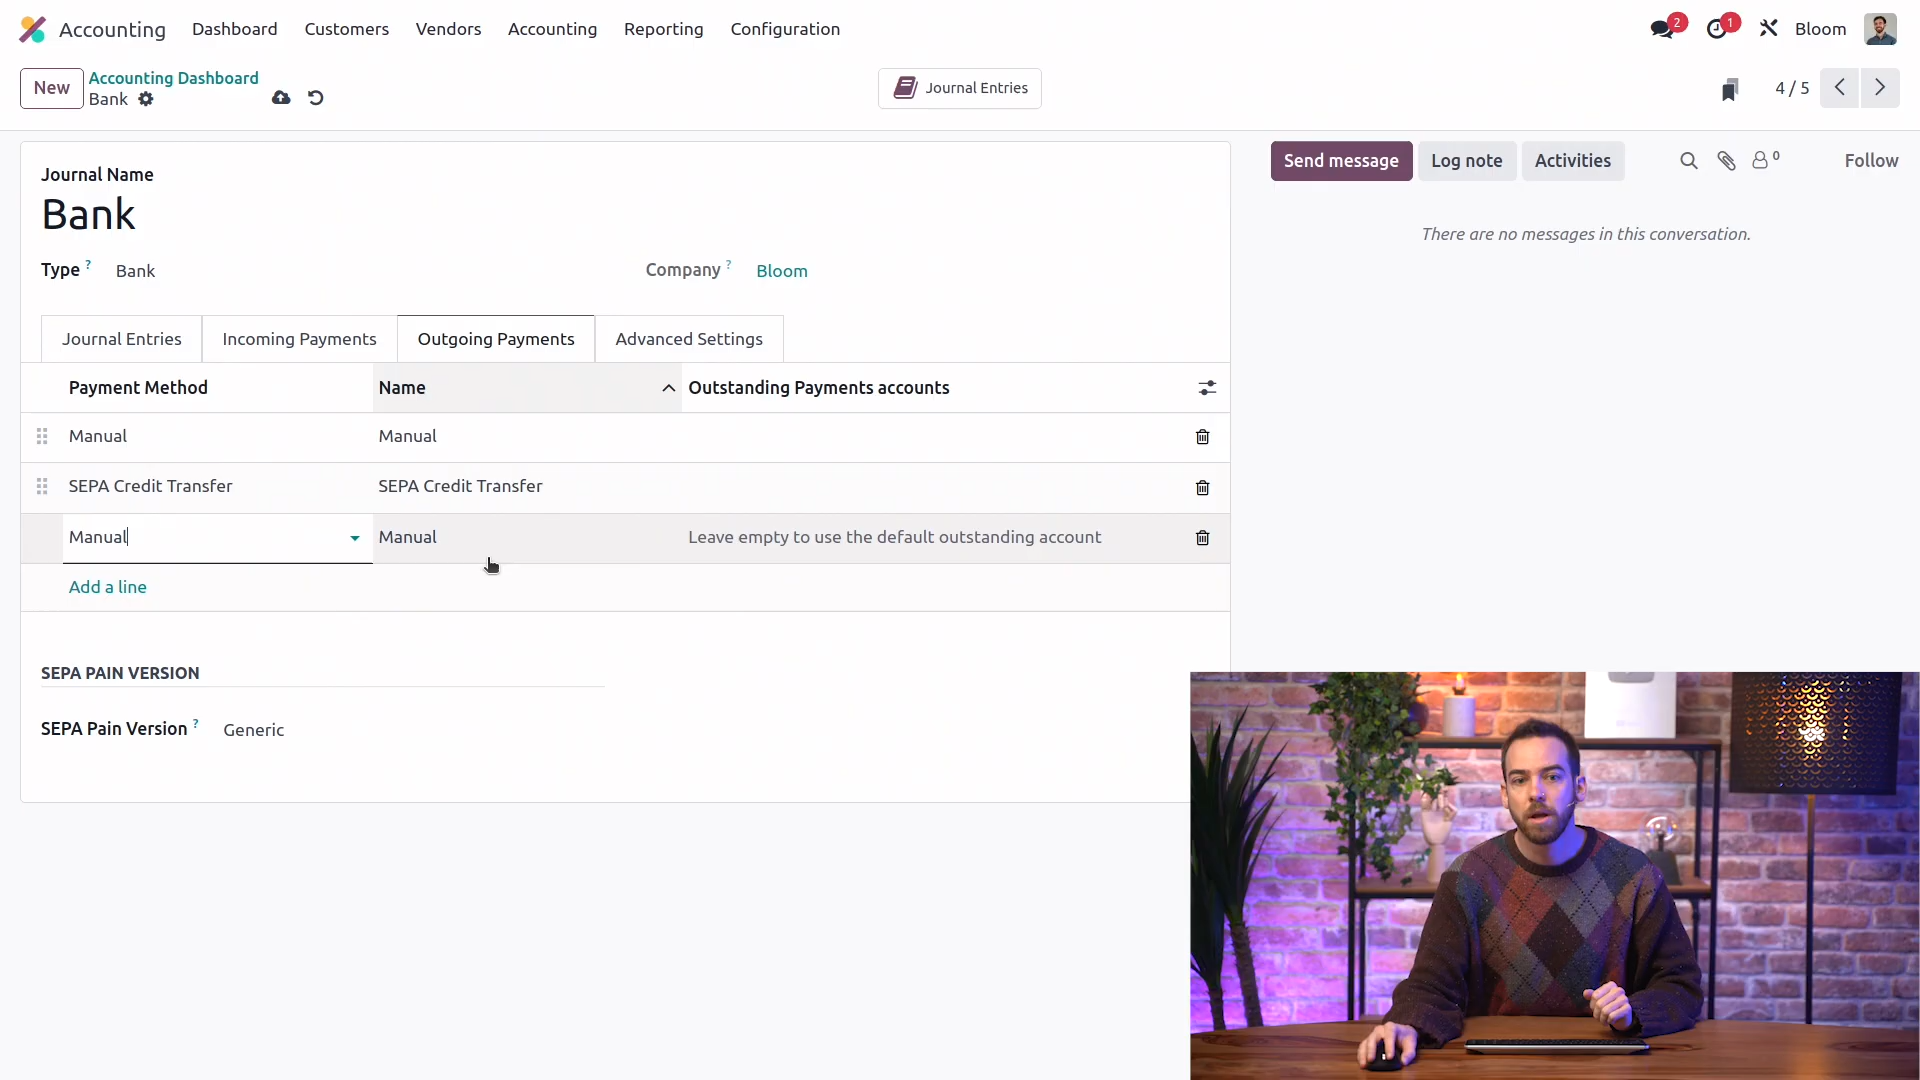 Accounting Dashboard Customers Vendors Accounting Reporting Configuration 2 1 Bloom
New Accounting Dashboard Journal Entries 4 / 5
Bank
Journal Name
Bank
Type ? Bank Company ? Bloom
Journal Entries Incoming Payments Outgoing Payments Advanced Settings
Payment Method Name Outstanding Payments accounts
Manual Manual
SEPA Credit Transfer SEPA Credit Transfer
Manual Manual Leave empty to use the default outstanding account
Add a line
SEPA PAIN VERSION
SEPA Pain Version ? Generic
Send message Log note Activities 0 Follow
There are no messages in this conversation.